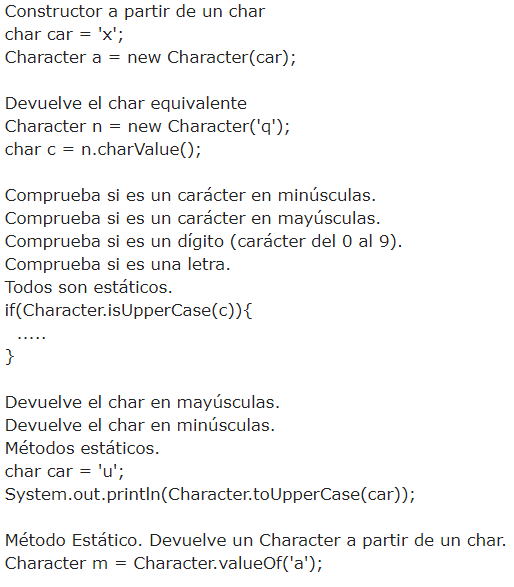 Constructor a partir de un char
char car = 'x';
Character a = new Character(car);
Devuelve el char equivalente
Character n = new Character('q');
char c = n.charValue();
Comprueba si es un carácter en minúsculas.
Comprueba si es un carácter en mayúsculas.
Comprueba si es un dígito (carácter del 0 al 9).
Comprueba si es una letra.
Todos son estáticos.
if(Character.isUpperCase(c)){
.....
}
Devuelve el char en mayúsculas.
Devuelve el char en minúsculas.
Métodos estáticos.
char car = 'u';
System.out.println(Character.toUpperCase(car));
Método Estático. Devuelve un Character a partir de un char.
Character m = Character.valueOf('a');